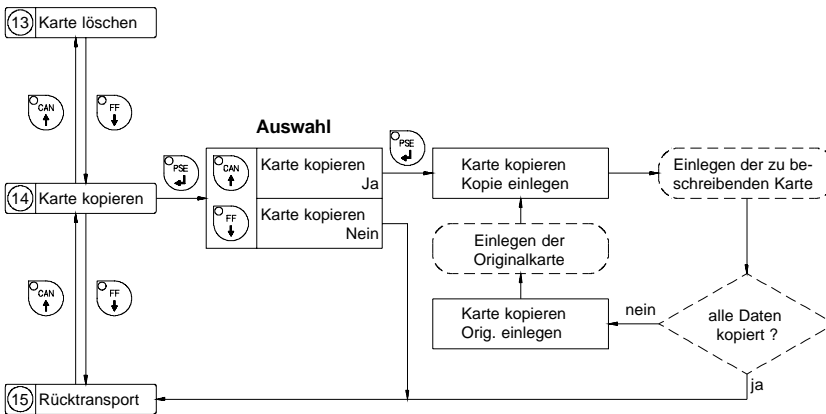 13 Karte löschen
CAN
FF
Auswahl
PSE
PSE
CAN
Karte kopieren
Ja
Karte kopieren
Kopie einlegen
Einlegen der zu be-
schreibenden Karte
14 Karte kopieren
FF
Karte kopieren
Nein
Einlegen der
Originalkarte
CAN
FF
Karte kopieren
Orig. einlegen
nein
alle Daten
kopiert ?
ja
15 Rücktransport